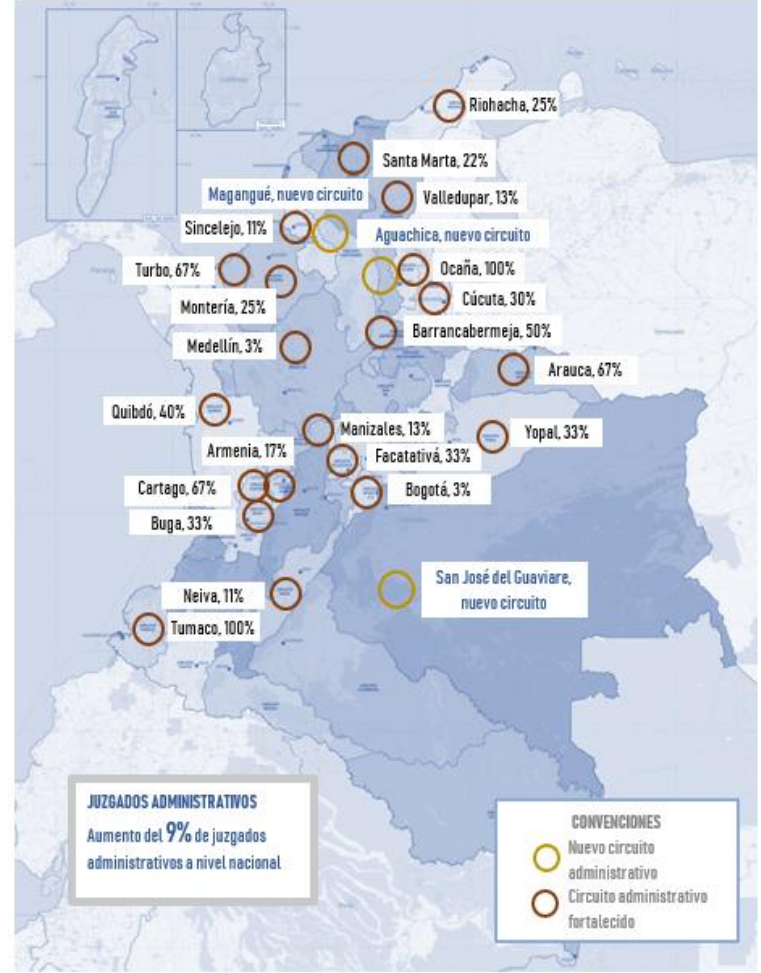 Riohacha, 25%
Santa Marta, 22%
Magangué, nuevo circuito
Valledupar, 13%
Sincelejo, 11%
Aguachica, nuevo circuito
Turbo, 67%
Ocaña, 100%
Montería, 25%
Cúcuta, 30%
Barrancabermeja, 50%
Medellín, 3%
Arauca, 67%
Quibdó, 40%
Manizales, 13%
Yopal, 33%
Armenia, 17%
Facatativá, 33%
Cartago, 67%
Bogotá, 3%
Buga, 33%
San José del Guaviare,
nuevo circuito
Neiva, 11%
Tumaco, 100%
JUZGADOS ADMINISTRATIVOS
Aumento del 9% de juzgados
administrativos a nivel nacional
CONVENCIONES
Nuevo circuito
administrativo
Circuito administrativo
fortalecido